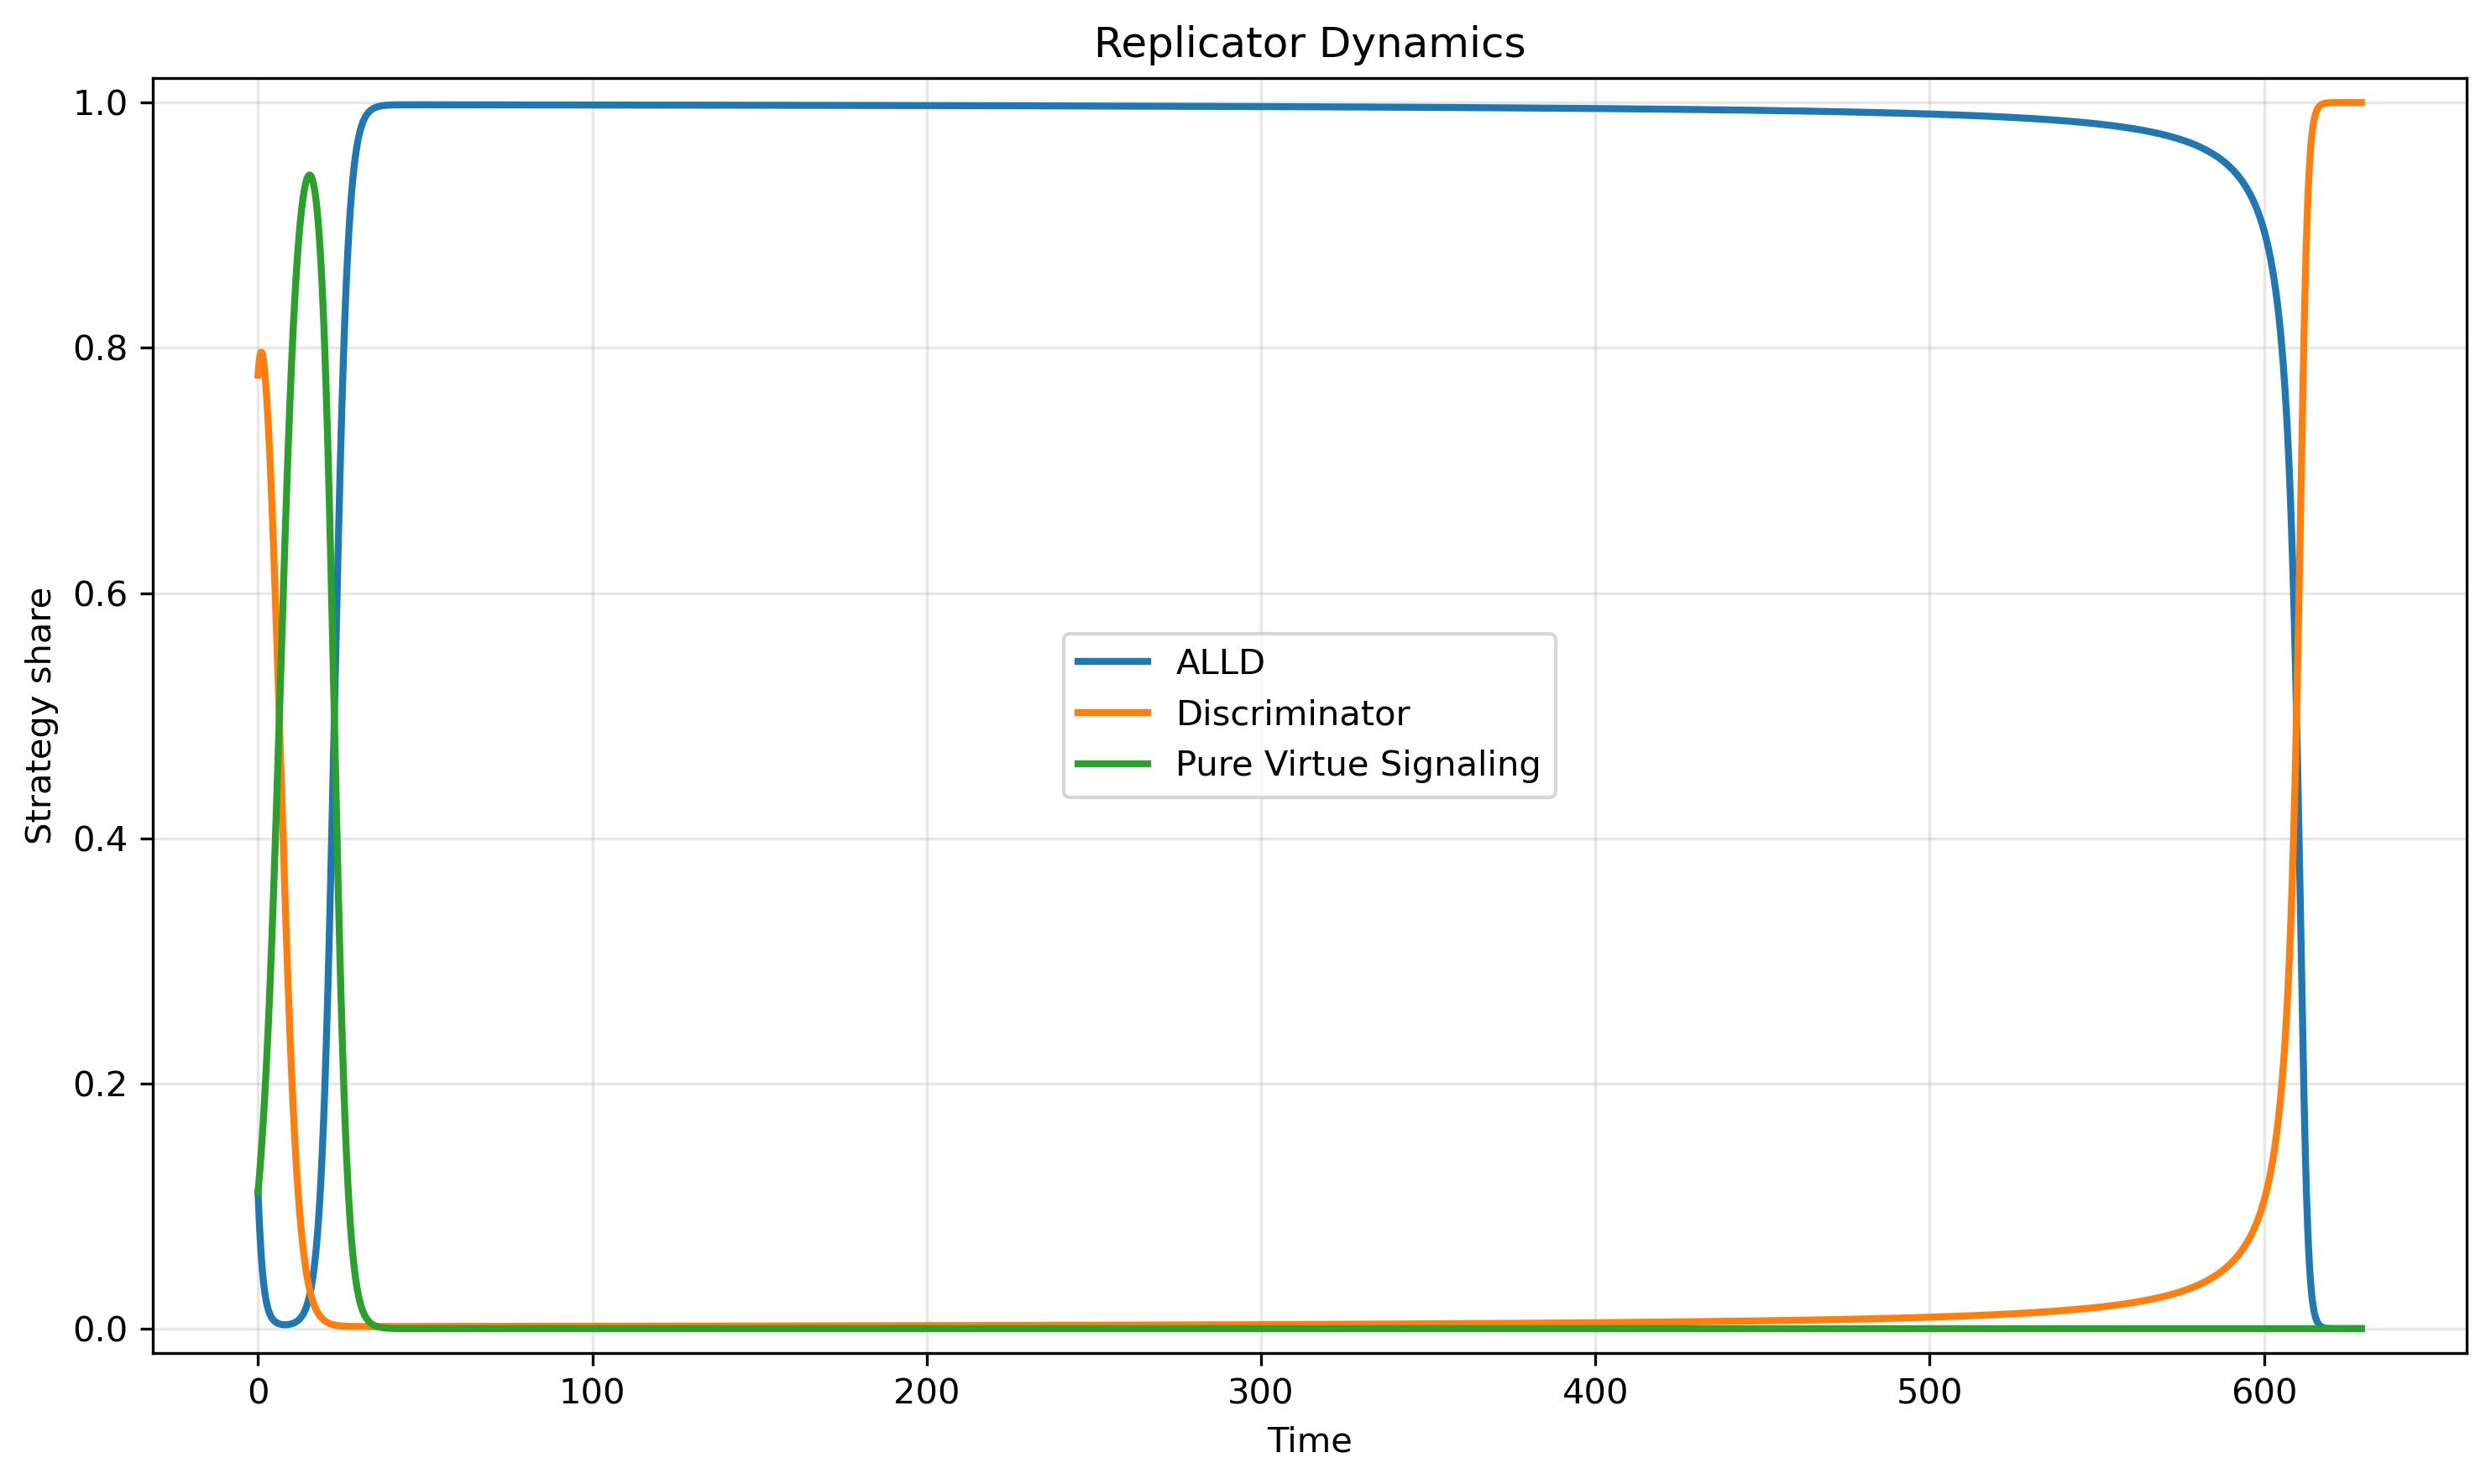 Replicator Dynamics
1.0
0.8
0.6
0.4
0.2
0.0
Strategy share
ALLD
Discriminator
Pure Virtue Signaling
0 100 200 300 400 500 600
Time